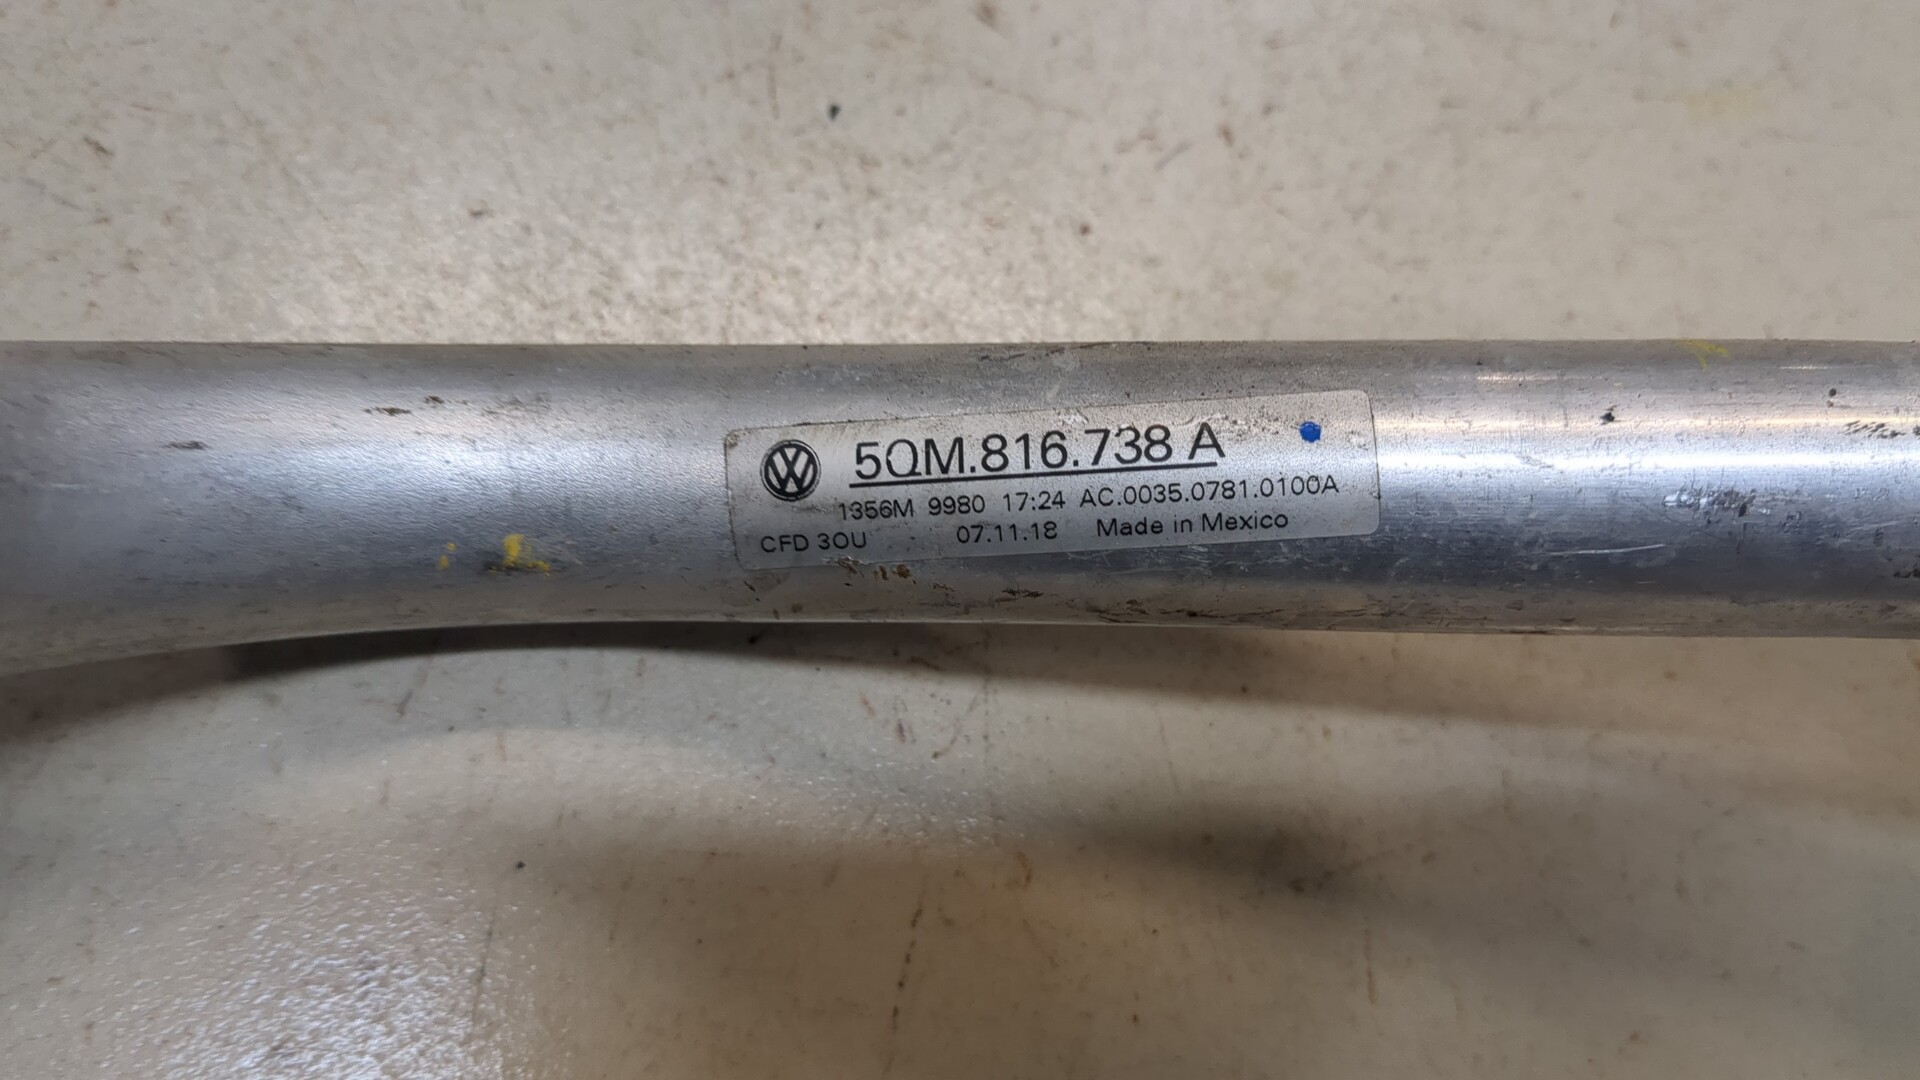 5QM.816.738 A
1356M 9980 17:24 AC.0035.0781.0100A
CFD 3OU 07.11.18 Made in Mexico